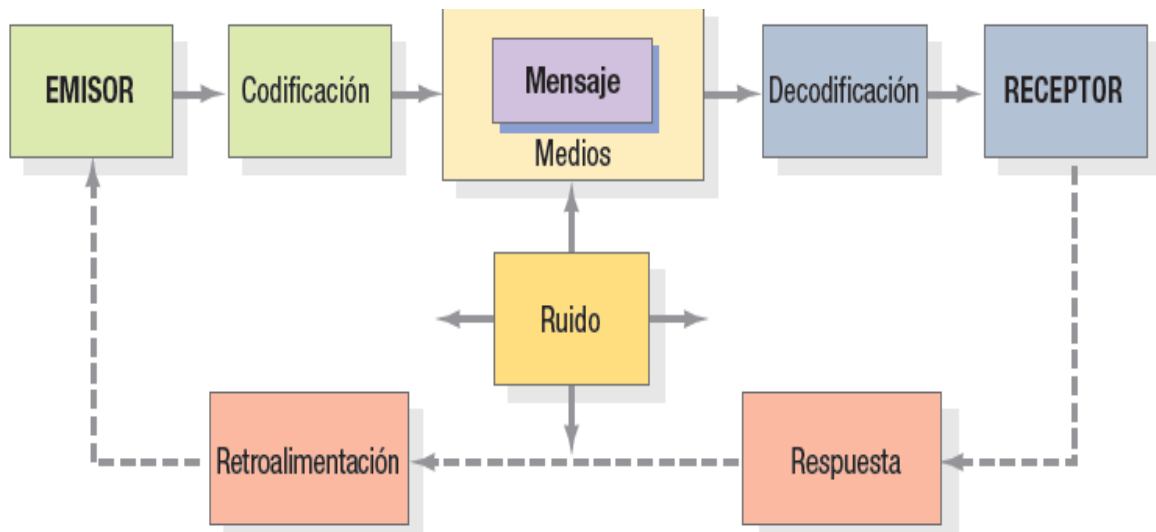 EMISOR
Codificación
Mensaje
Medios
Decodificación
RECEPTOR
Ruido
Retroalimentación
Respuesta